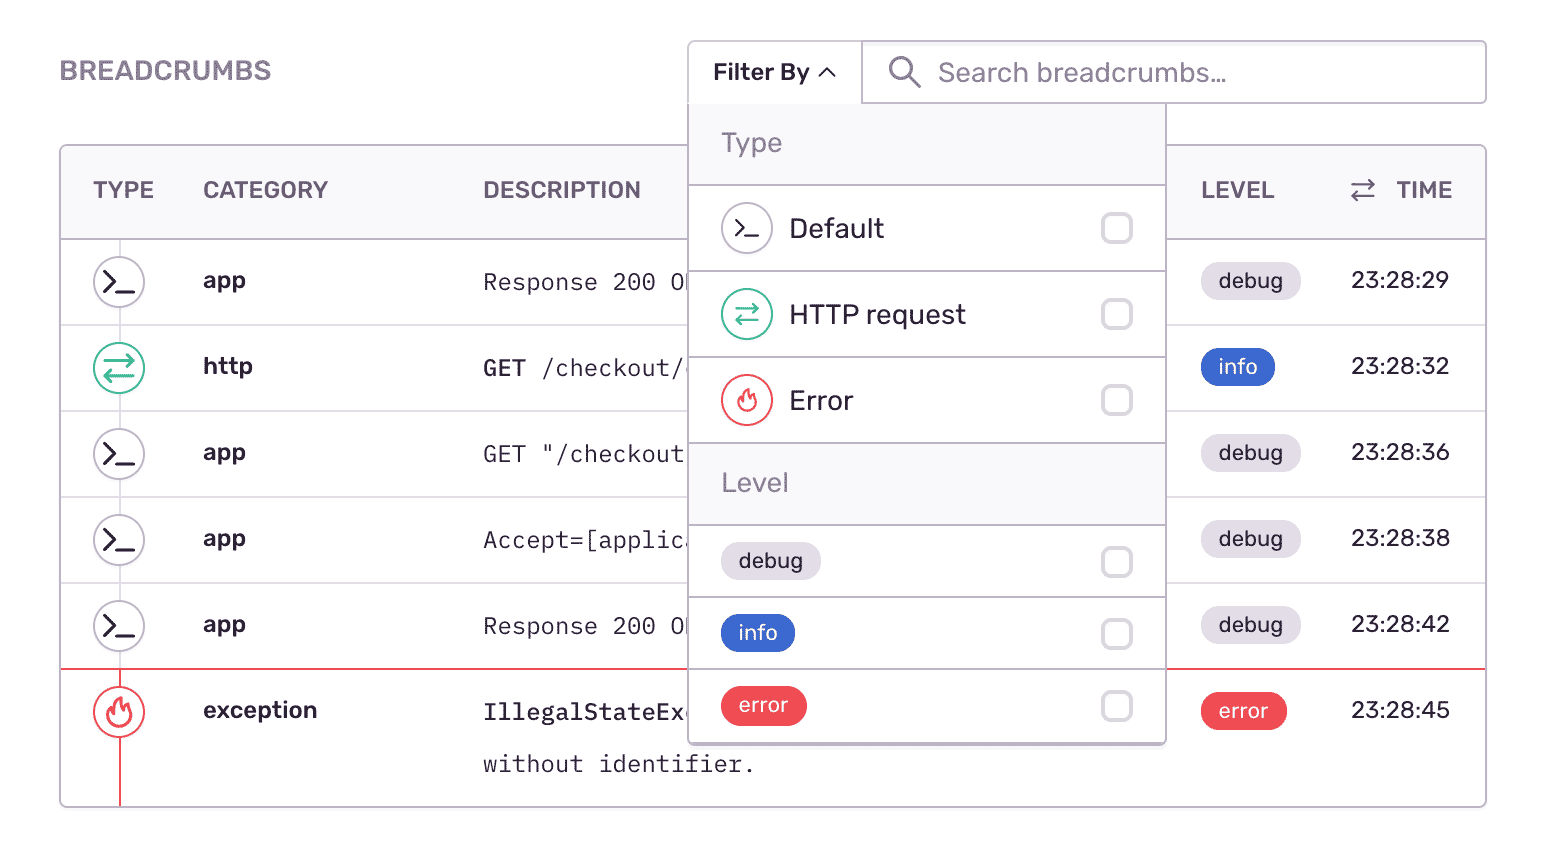 BREADCRUMBS
Filter By
Search breadcrumbs...
TYPE CATEGORY DESCRIPTION LEVEL TIME
Type
Default
HTTP request
Error
Level
debug
info
error
app Response 200 debug 23:28:29
http GET /checkout/ info 23:28:32
app GET "/checkout debug 23:28:36
app Accept=[applic debug 23:28:38
app Response 200 debug 23:28:42
exception IllegalStateEx error 23:28:45
without identifier.